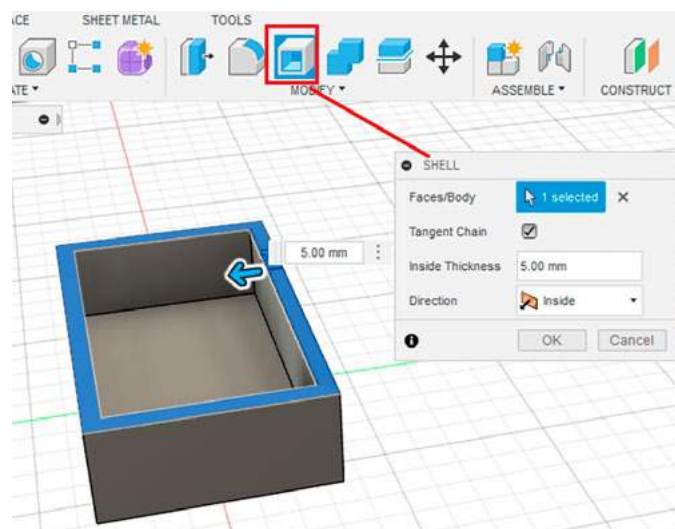 CE SHEET METAL TOOLS
ATE ▾ MODIFY ▾ ASSEMBLE ▾ CONSTRUCT
SHELL
Faces/Body 1 selected
Tangent Chain
5.00 mm
Inside Thickness 5.00 mm
Direction Inside
OK Cancel